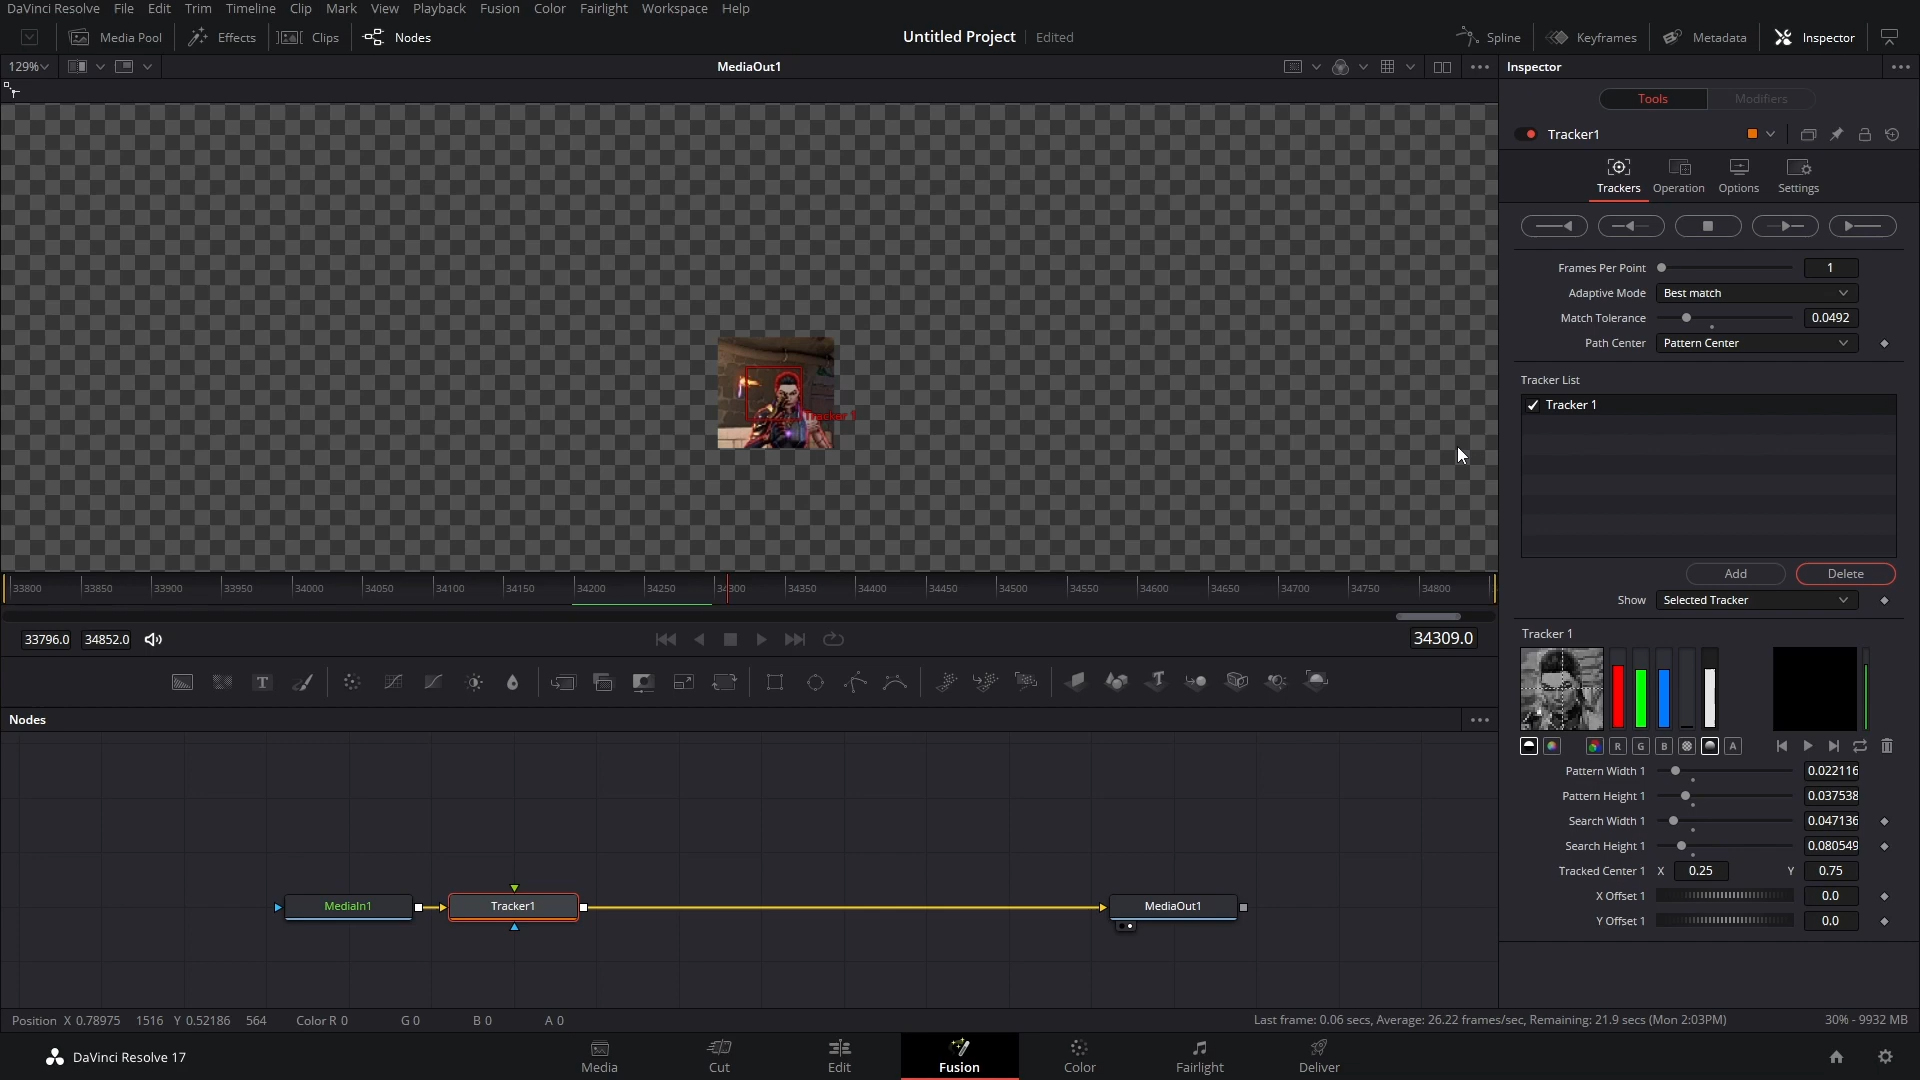 DaVinci Resolve File Edit Trim Timeline Clip Mark View Playback Fusion Color Fairlight Workspace Help
Media Pool Effects Clips Nodes Untitled Project Edited Spline Keyframes Metadata Inspector
129% MediaOut1 Inspector
Tools Modifiers
Tracker1
Trackers Operation Options Settings
Frames Per Point 1
Adaptive Mode Best match
Match Tolerance 0.0492
Path Center Pattern Center
Tracker List
Tracker 1
Tracker 1
Add Delete
33800 33850 33900 33950 34000 34050 34100 34150 34200 34250 34300 34350 34400 34450 34500 34550 34600 34650 34700 34750 34800
Show Selected Tracker
33796.0 34852.0 34309.0
Tracker 1
T
Nodes
R G B A
Pattern Width 1 0.022116
Pattern Height 1 0.037538
Search Width 1 0.047136
Search Height 1 0.080549
Tracked Center 1 X 0.25 Y 0.75
X Offset 1 0.0
Y Offset 1 0.0
MediaIn1 Tracker1 MediaOut1
Position X 0.78975 1516 Y 0.52186 564 Color R 0 G 0 B 0 A 0 Last frame: 0.06 secs, Average: 26.22 frames/sec, Remaining: 21.9 secs (Mon 2:03PM) 30% - 9932 MB
DaVinci Resolve 17 Media Cut Edit Fusion Color Fairlight Deliver